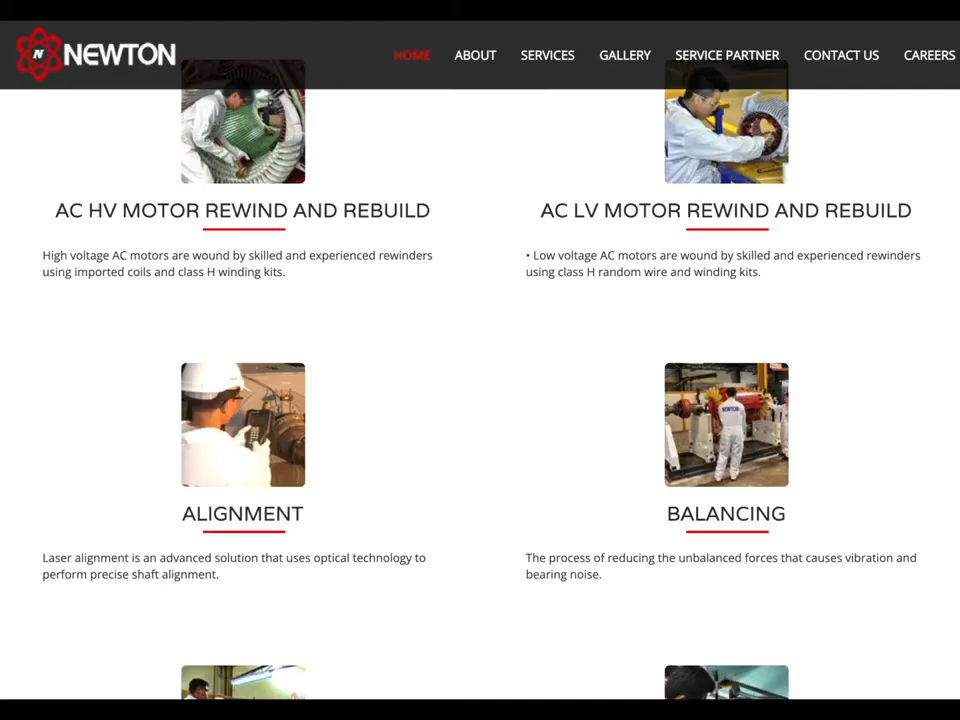 NEWTON
HOME ABOUT SERVICES GALLERY SERVICE PARTNER CONTACT US CAREERS
AC HV MOTOR REWIND AND REBUILD
High voltage AC motors are wound by skilled and experienced rewinders
using imported coils and class H winding kits.
AC LV MOTOR REWIND AND REBUILD
• Low voltage AC motors are wound by skilled and experienced rewinders
using class H random wire and winding kits.
ALIGNMENT
Laser alignment is an advanced solution that uses optical technology to
perform precise shaft alignment.
NEWTON
BALANCING
The process of reducing the unbalanced forces that causes vibration and
bearing noise.